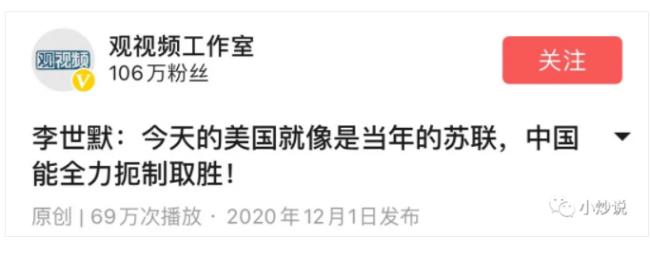 观视频
观视频工作室
106万粉丝
关注
李世默：今天的美国就像是当年的苏联，中国
能全力扼制取胜！
原创 | 69万次播放 · 2020年12月1日发布
小炒说